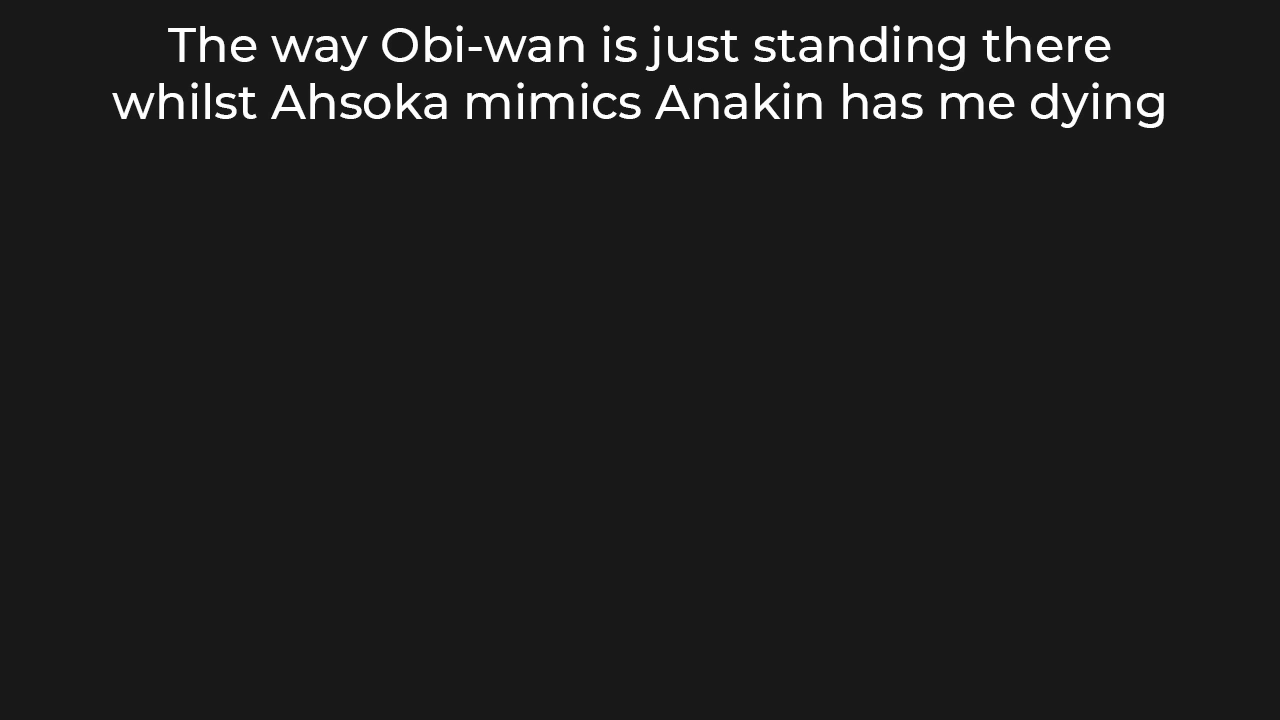 The way Obi-wan is just standing there
whilst Ahsoka mimics Anakin has me dying